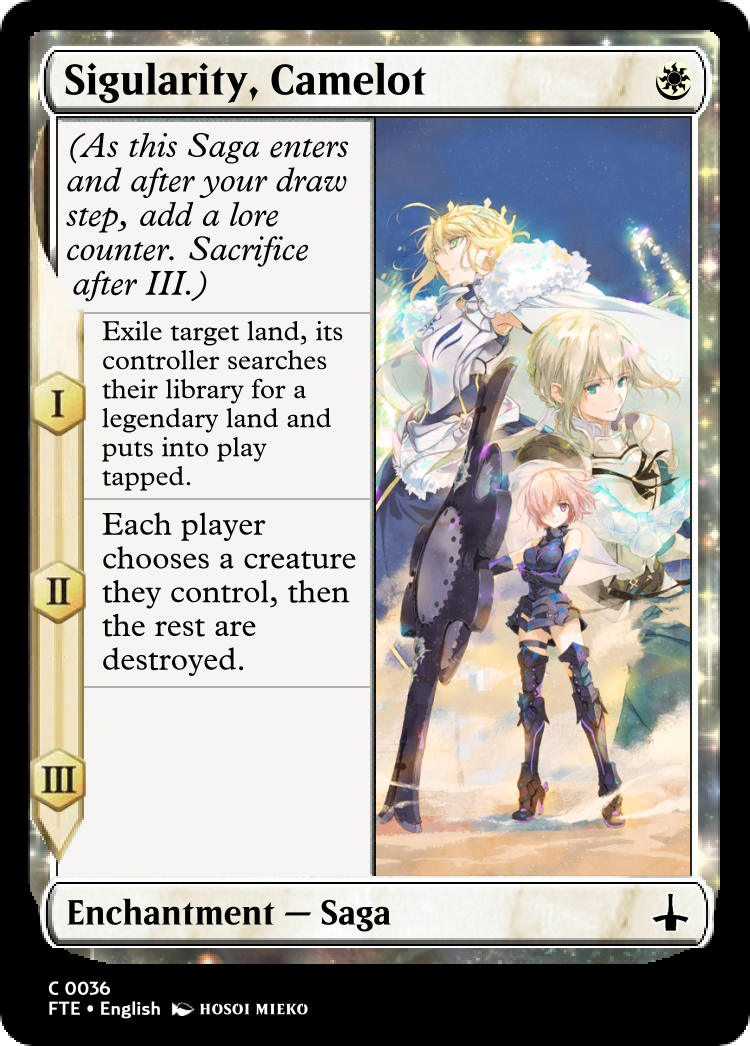 Sigularity, Camelot
(As this Saga enters
and after your draw
step, add a lore
counter. Sacrifice
after III.)
I
Exile target land, its
controller searches
their library for a
legendary land and
puts into play
tapped.
II
Each player
chooses a creature
they control, then
the rest are
destroyed.
III
Enchantment — Saga
C 0036
FTE • English HOSOI MIEKO